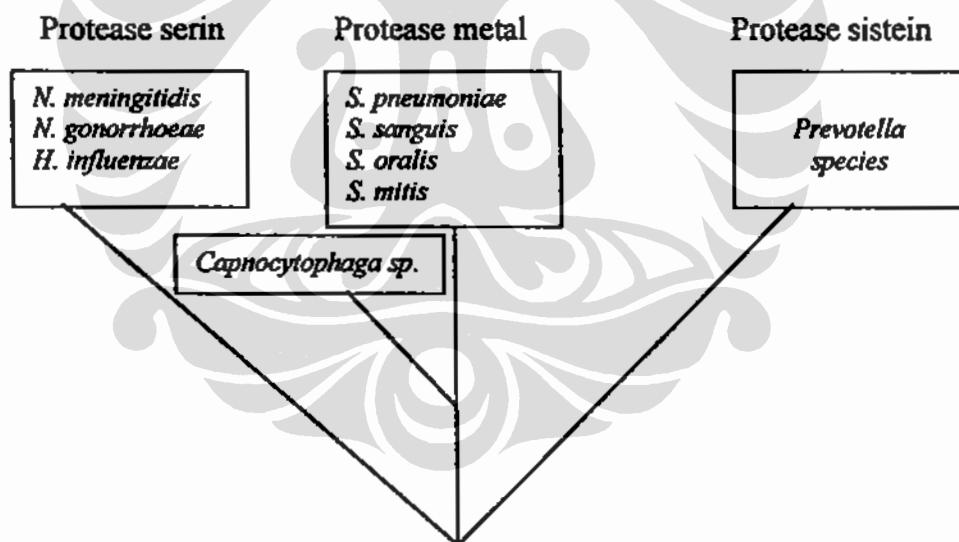 Protease serin
Protease metal
Protease sistein
N. meningitidis
N. gonorrhoeae
H. influenzae
S. pneumoniae
S. sanguis
S. oralis
S. mitis
Prevotella
species
Capnocytophaga sp.